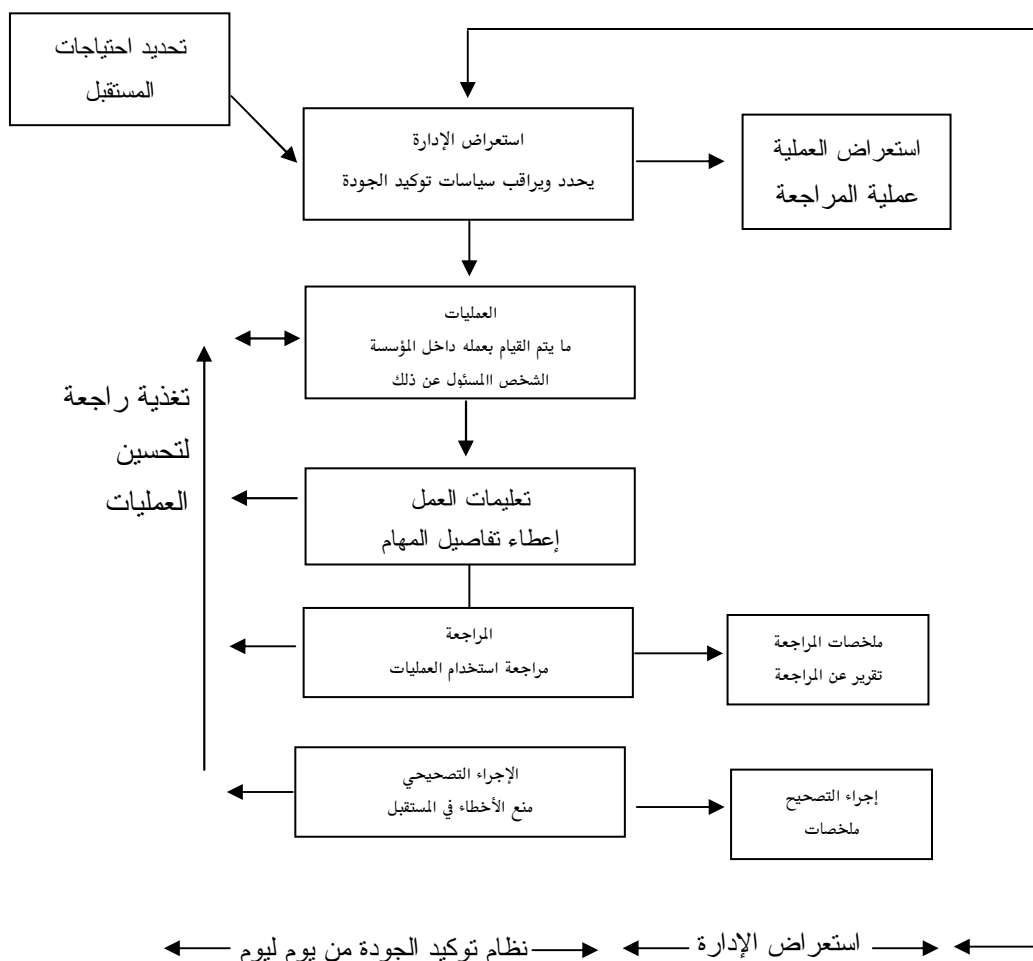 تحديد احتياجات
المستقبل
استعراض الإدارة
يحدد ويراقب سياسات توكيد الجودة
استعراض العملية
عملية المراجعة
العمليات
ما يتم القيام بعمله داخل المؤسسة
الشخص االمسئول عن ذلك
تغذية راجعة
لتحسين
العمليات
تعليمات العمل
إعطاء تفاصيل المهام
المراجعة
مراجعة استخدام العمليات
ملخصات المراجعة
تقرير عن المراجعة
الإجراء التصحيحي
منع الأخطاء في المستقبل
إجراء التصحيح
ملخصات
استعراض الإدارة
نظام توكيد الجودة من يوم ليوم